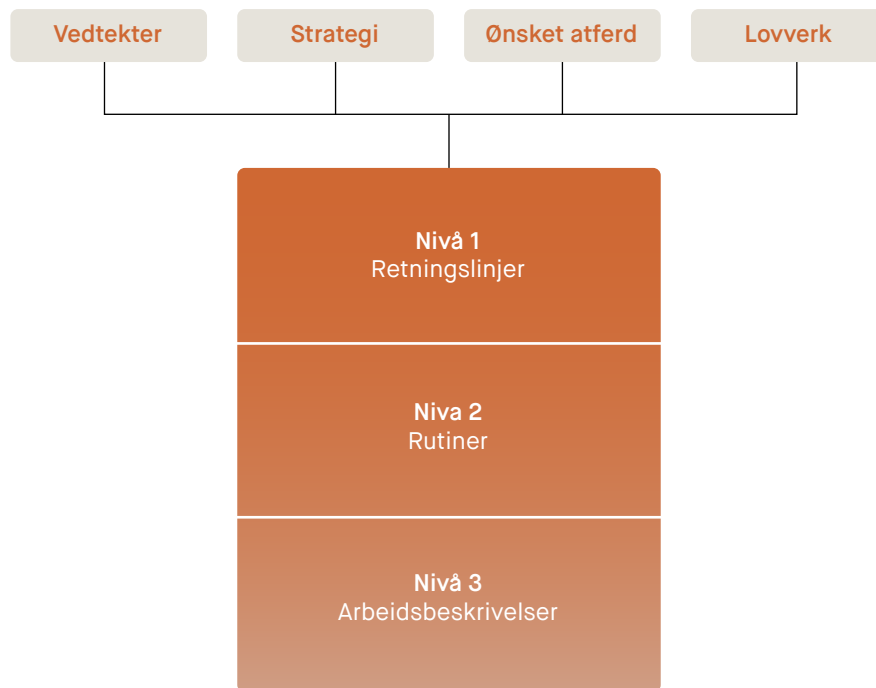 Vedtekter
Strategi
Ønsket atferd
Lovverk
Nivå 1
Retningslinjer
Niva 2
Rutiner
Nivå 3
Arbeidsbeskrivelser